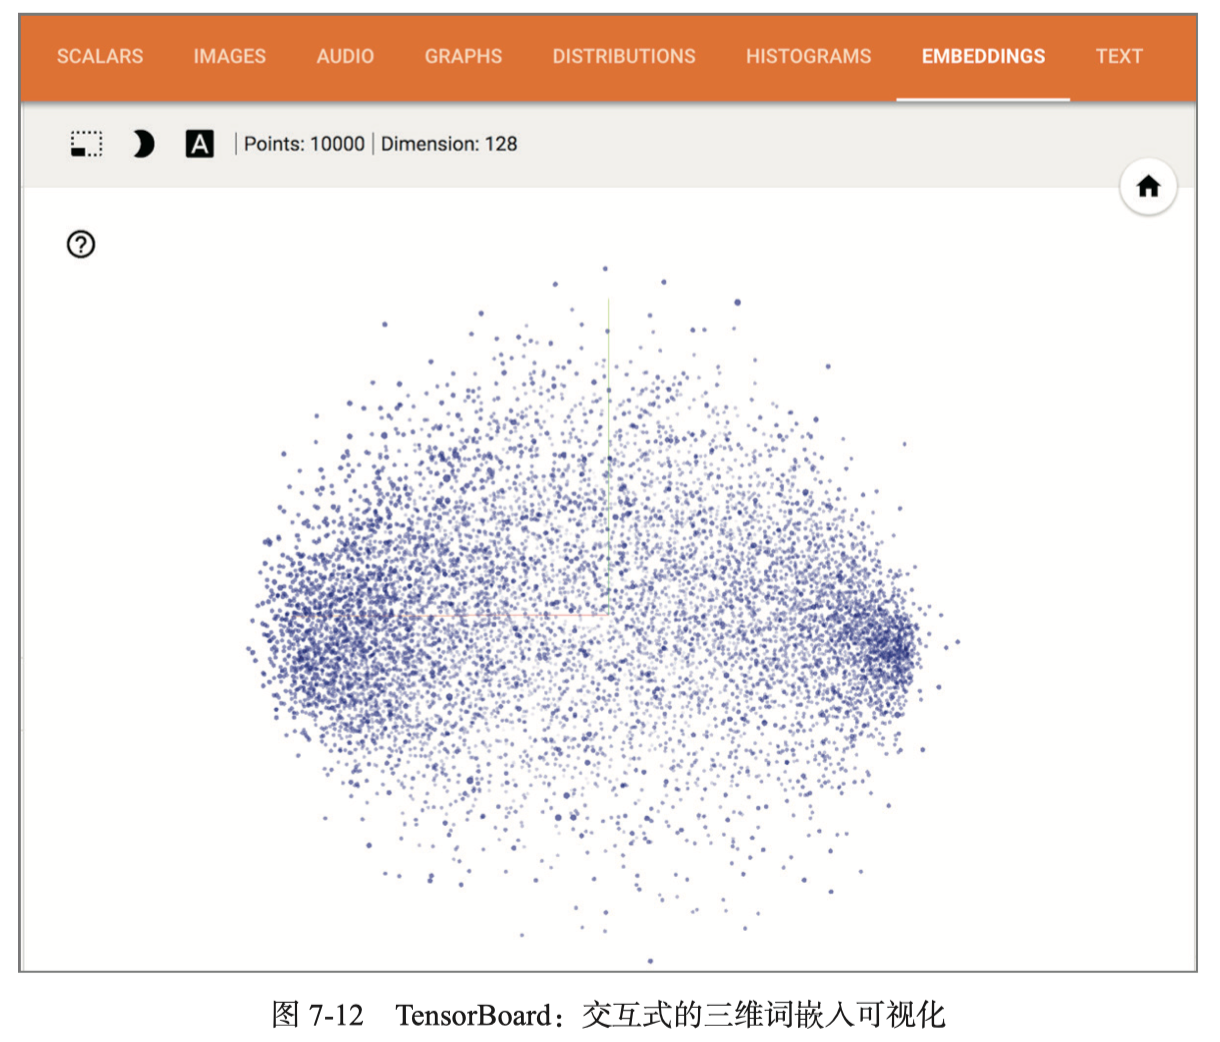 SCALARS IMAGES AUDIO GRAPHS DISTRIBUTIONS HISTOGRAMS EMBEDDINGS TEXT
A | Points: 10000 | Dimension: 128
?
图 7-12 TensorBoard：交互式的三维词嵌入可视化